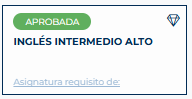 APROBADA
INGLÉS INTERMEDIO ALTO
Asignatura requisito de: